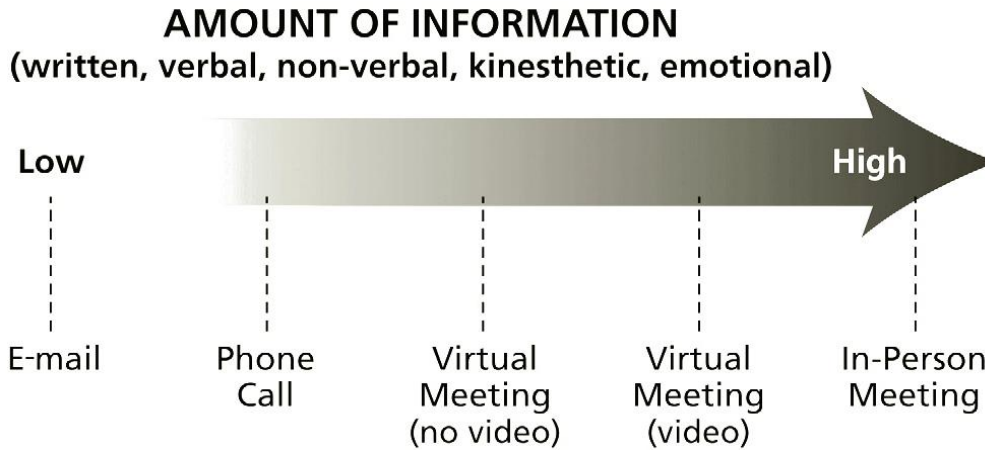 AMOUNT OF INFORMATION
(written, verbal, non-verbal, kinesthetic, emotional)
Low
High
E-mail
Phone
Call
Virtual
Meeting
(no video)
Virtual
Meeting
(video)
In-Person
Meeting